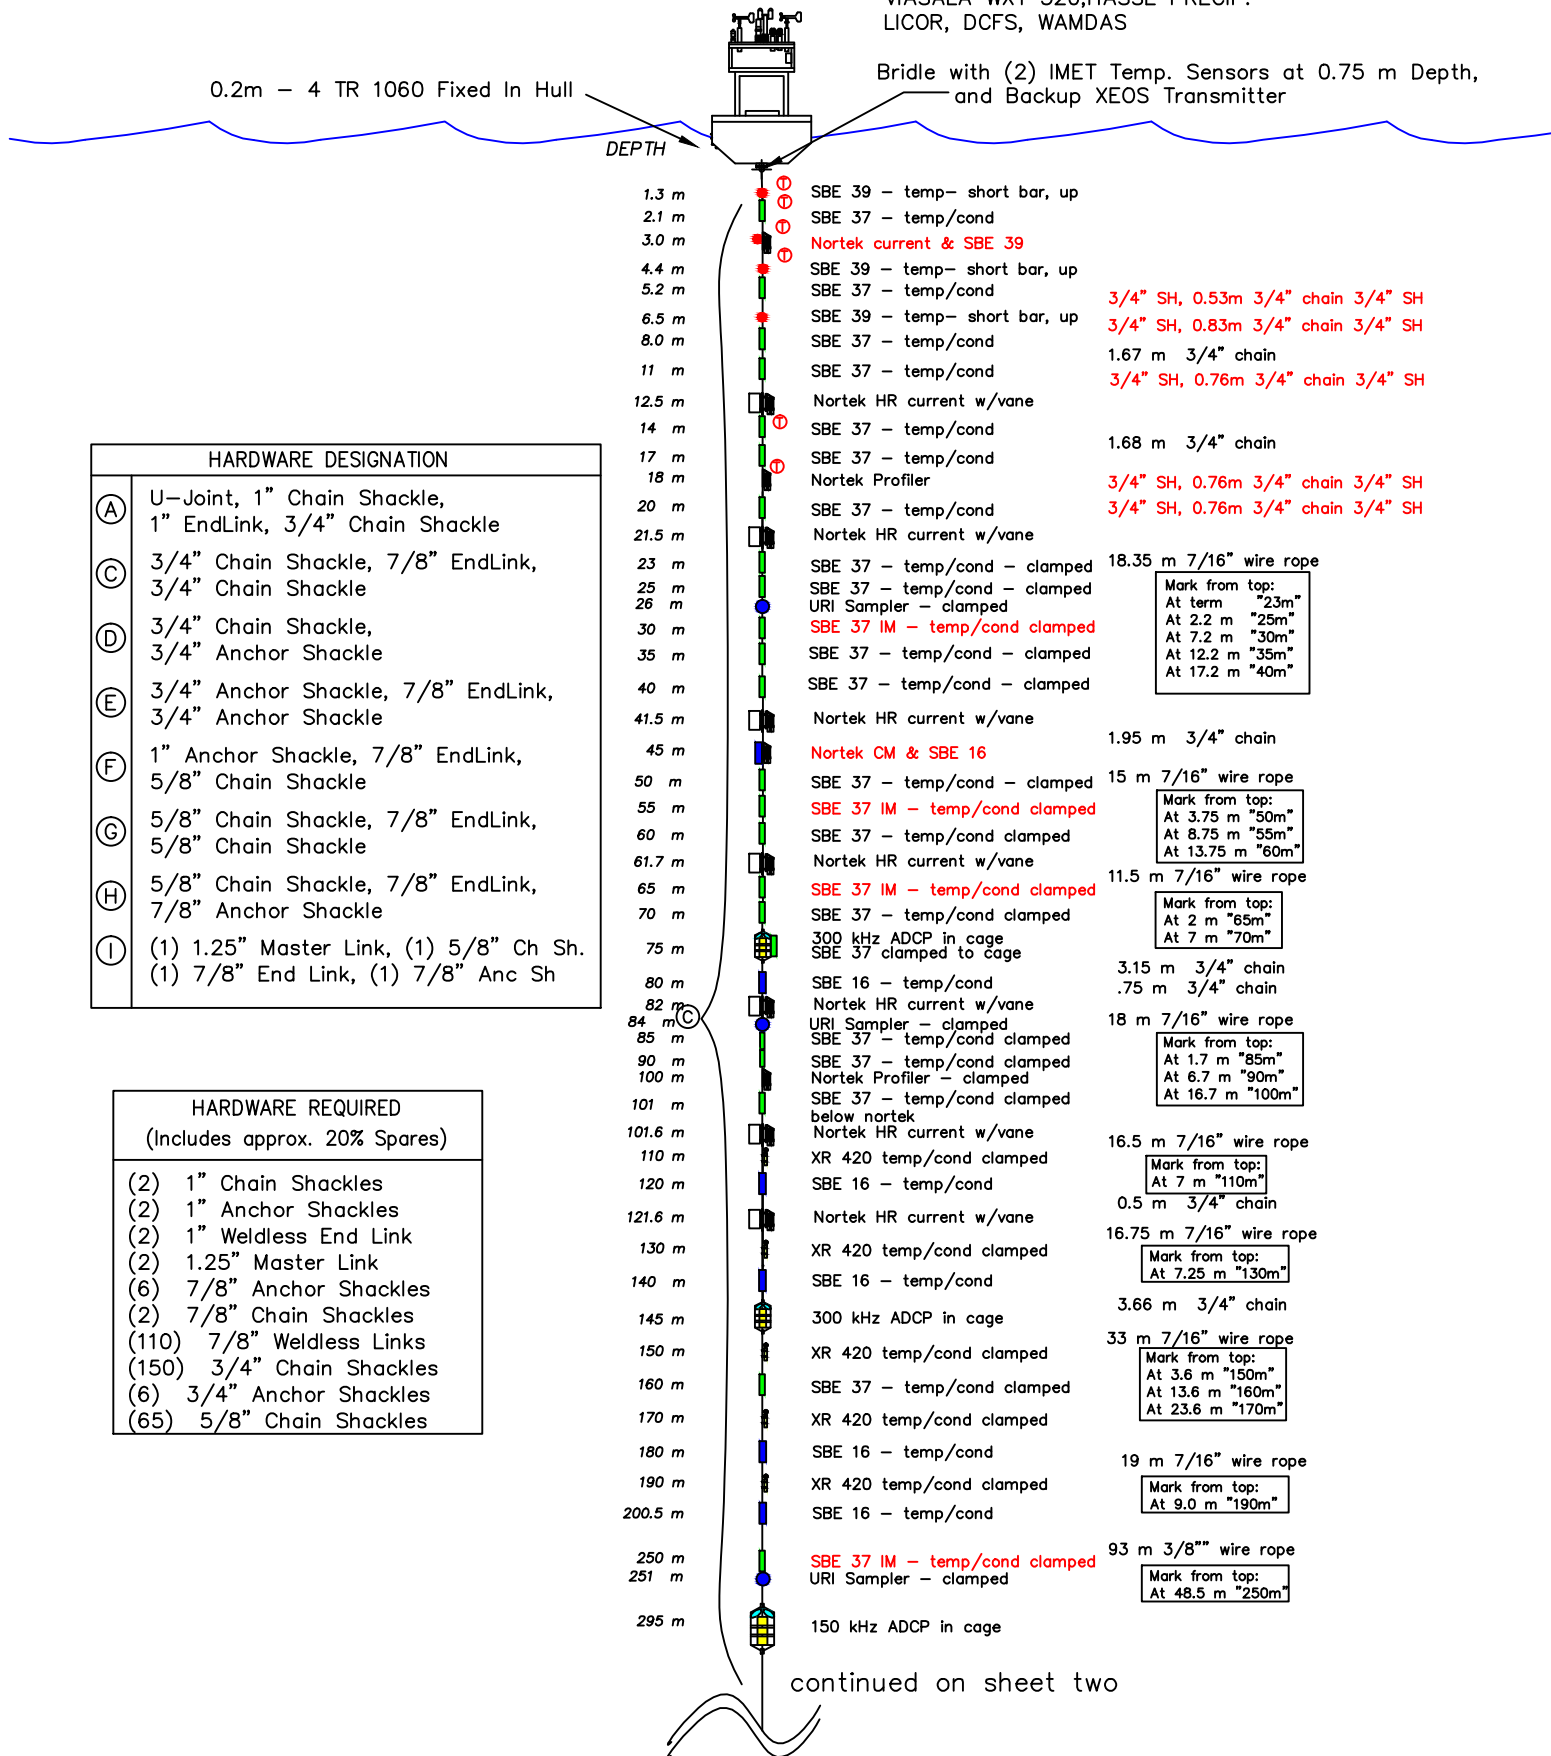 VIASALA WXT 520,HASSE PRECIP.
LICOR, DCFS, WAMDAS
0.2m – 4 TR 1060 Fixed In Hull
Bridle with (2) IMET Temp. Sensors at 0.75 m Depth,
and Backup XEOS Transmitter
DEPTH
1.3 m SBE 39 – temp– short bar, up
2.1 m SBE 37 – temp/cond
3.0 m Nortek current & SBE 39
4.4 m SBE 39 – temp– short bar, up
5.2 m SBE 37 – temp/cond
3/4" SH, 0.53m 3/4" chain 3/4" SH
6.5 m SBE 39 – temp– short bar, up
3/4" SH, 0.83m 3/4" chain 3/4" SH
8.0 m SBE 37 – temp/cond
1.67 m 3/4" chain
11 m SBE 37 – temp/cond
3/4" SH, 0.76m 3/4" chain 3/4" SH
12.5 m Nortek HR current w/vane
14 m SBE 37 – temp/cond
1.68 m 3/4" chain
17 m SBE 37 – temp/cond
18 m Nortek Profiler
3/4" SH, 0.76m 3/4" chain 3/4" SH
20 m SBE 37 – temp/cond
3/4" SH, 0.76m 3/4" chain 3/4" SH
21.5 m Nortek HR current w/vane
23 m SBE 37 – temp/cond – clamped
18.35 m 7/16" wire rope
25 m SBE 37 – temp/cond – clamped
26 m URI Sampler – clamped
30 m SBE 37 IM – temp/cond clamped
35 m SBE 37 – temp/cond – clamped
40 m SBE 37 – temp/cond – clamped
Mark from top:
At term "23m"
At 2.2 m "25m"
At 7.2 m "30m"
At 12.2 m "35m"
At 17.2 m "40m"
41.5 m Nortek HR current w/vane
1.95 m 3/4" chain
45 m Nortek CM & SBE 16
15 m 7/16" wire rope
50 m SBE 37 – temp/cond – clamped
55 m SBE 37 IM – temp/cond clamped
60 m SBE 37 – temp/cond clamped
Mark from top:
At 3.75 m "50m"
At 8.75 m "55m"
At 13.75 m "60m"
61.7 m Nortek HR current w/vane
11.5 m 7/16" wire rope
65 m SBE 37 IM – temp/cond clamped
70 m SBE 37 – temp/cond clamped
Mark from top:
At 2 m "65m"
At 7 m "70m"
75 m 300 kHz ADCP in cage
SBE 37 clamped to cage
3.15 m 3/4" chain
80 m SBE 16 – temp/cond
.75 m 3/4" chain
82 m Nortek HR current w/vane
84 m URI Sampler – clamped
C
18 m 7/16" wire rope
85 m SBE 37 – temp/cond clamped
90 m SBE 37 – temp/cond clamped
100 m Nortek Profiler – clamped
Mark from top:
At 1.7 m "85m"
At 6.7 m "90m"
At 16.7 m "100m"
101 m SBE 37 – temp/cond clamped
below nortek
101.6 m Nortek HR current w/vane
16.5 m 7/16" wire rope
110 m XR 420 temp/cond clamped
Mark from top:
At 7 m "110m"
120 m SBE 16 – temp/cond
0.5 m 3/4" chain
121.6 m Nortek HR current w/vane
16.75 m 7/16" wire rope
130 m XR 420 temp/cond clamped
Mark from top:
At 7.25 m "130m"
140 m SBE 16 – temp/cond
3.66 m 3/4" chain
145 m 300 kHz ADCP in cage
33 m 7/16" wire rope
150 m XR 420 temp/cond clamped
160 m SBE 37 – temp/cond clamped
170 m XR 420 temp/cond clamped
Mark from top:
At 3.6 m "150m"
At 13.6 m "160m"
At 23.6 m "170m"
180 m SBE 16 – temp/cond
19 m 7/16" wire rope
190 m XR 420 temp/cond clamped
Mark from top:
At 9.0 m "190m"
200.5 m SBE 16 – temp/cond
93 m 3/8"" wire rope
250 m SBE 37 IM – temp/cond clamped
251 m URI Sampler – clamped
Mark from top:
At 48.5 m "250m"
295 m 150 kHz ADCP in cage
continued on sheet two
T
T
T
T
T
T
HARDWARE DESIGNATION
A U–Joint, 1" Chain Shackle,
1" EndLink, 3/4" Chain Shackle
C 3/4" Chain Shackle, 7/8" EndLink,
3/4" Chain Shackle
D 3/4" Chain Shackle,
3/4" Anchor Shackle
E 3/4" Anchor Shackle, 7/8" EndLink,
3/4" Anchor Shackle
F 1" Anchor Shackle, 7/8" EndLink,
5/8" Chain Shackle
G 5/8" Chain Shackle, 7/8" EndLink,
5/8" Chain Shackle
H 5/8" Chain Shackle, 7/8" EndLink,
7/8" Anchor Shackle
I (1) 1.25" Master Link, (1) 5/8" Ch Sh.
(1) 7/8" End Link, (1) 7/8" Anc Sh
HARDWARE REQUIRED
(Includes approx. 20% Spares)
(2) 1" Chain Shackles
(2) 1" Anchor Shackles
(2) 1" Weldless End Link
(2) 1.25" Master Link
(6) 7/8" Anchor Shackles
(2) 7/8" Chain Shackles
(110) 7/8" Weldless Links
(150) 3/4" Chain Shackles
(6) 3/4" Anchor Shackles
(65) 5/8" Chain Shackles